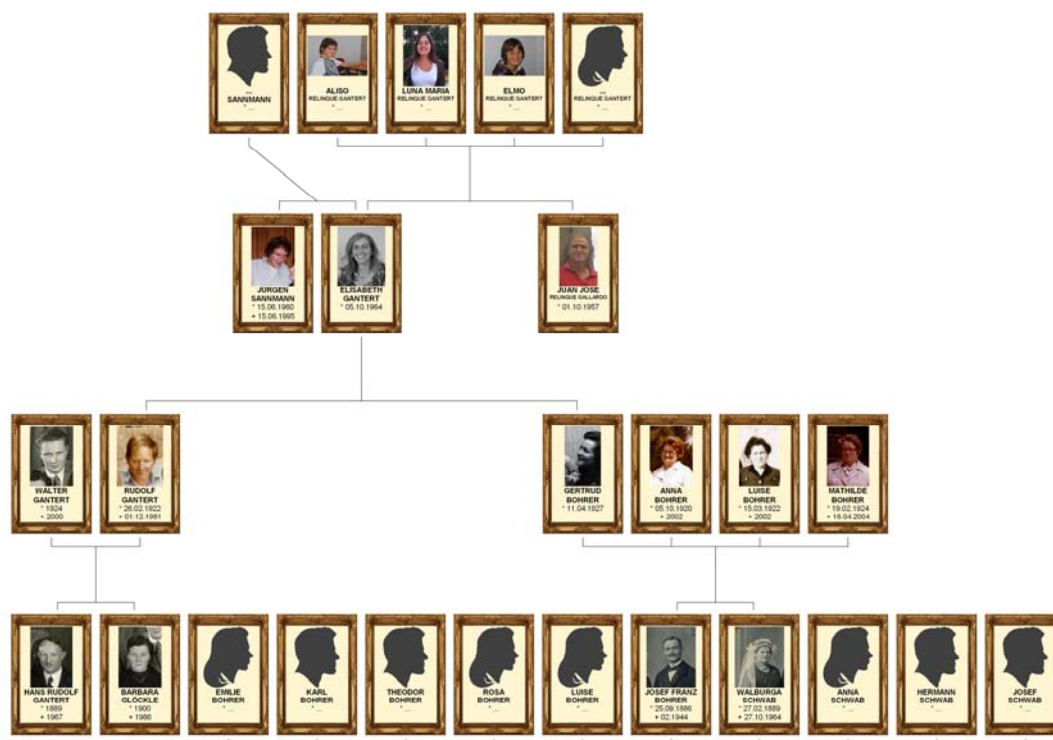 ...
SANNMANN
* ...
ALISO
RELINQUE GANTERT
* ...
LUNA MARIA
RELINQUE GANTERT
* ...
ELMO
RELINQUE GANTERT
* ...
...
RELINQUE GANTERT
* ...
JÜRGEN
SANNMANN
* 15.06.1960
+ 15.06.1995
ELISABETH
GANTERT
* 05.10.1964
JUAN JOSE
RELINQUE GALLARDO
* 01.10.1957
WALTER
GANTERT
* 1924
+ 2000
RUDOLF
GANTERT
* 26.02.1922
+ 01.12.1981
GERTRUD
BOHRER
* 11.04.1927
ANNA
BOHRER
* 05.10.1920
+ 2002
LUISE
BOHRER
* 15.03.1922
+ 2002
MATHILDE
BOHRER
* 19.02.1924
+ 18.04.2004
HANS RUDOLF
GANTERT
* 1889
+ 1967
BARBARA
GLÖCKLE
* 1900
+ 1986
EMILIE
BOHRER
* ...
KARL
BOHRER
* ...
THEODOR
BOHRER
* ...
ROSA
BOHRER
* ...
LUISE
BOHRER
* ...
JOSEF FRANZ
BOHRER
* 25.09.1886
+ 02.1944
WALBURGA
SCHWAB
* 27.02.1889
+ 27.10.1964
ANNA
SCHWAB
* ...
HERMANN
SCHWAB
* ...
JOSEF
SCHWAB
* ...